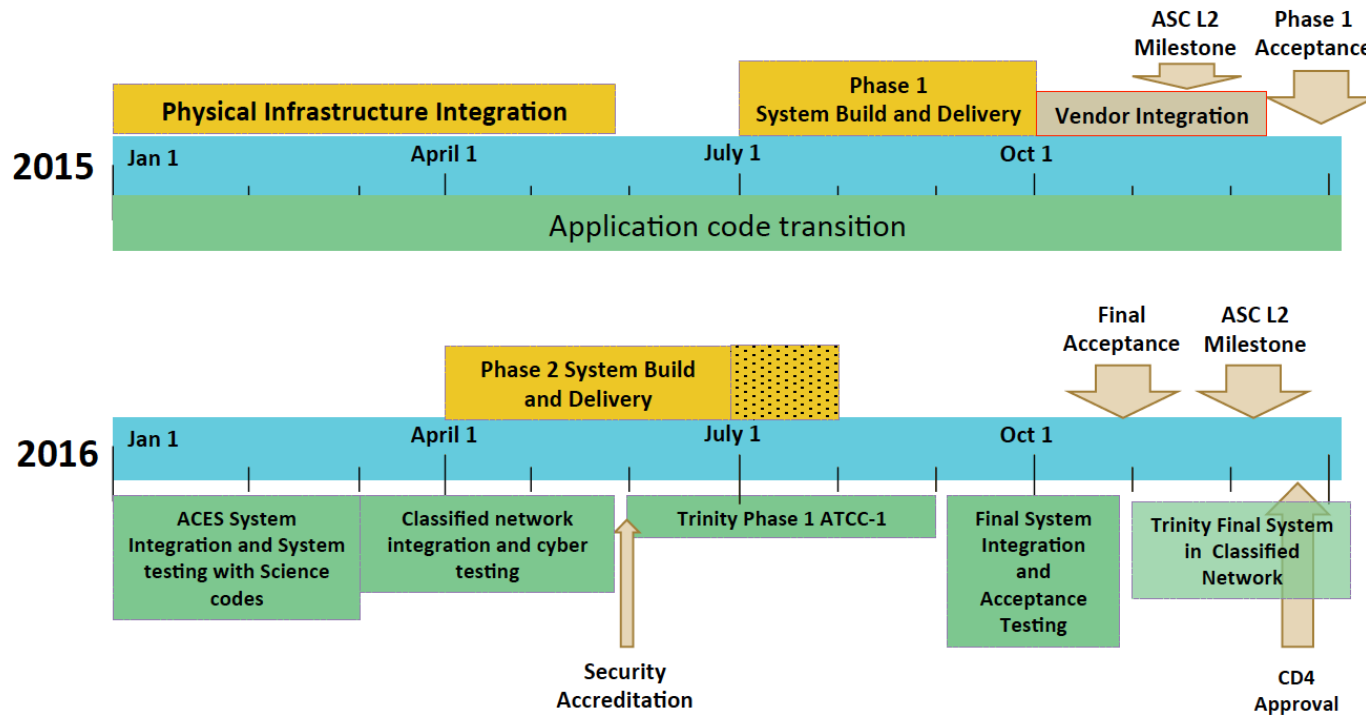 ASC L2
Milestone
Phase 1
Acceptance
Physical Infrastructure Integration
Phase 1
System Build and Delivery
Vendor Integration
2015
Jan 1
April 1
July 1
Oct 1
Application code transition
Final
Acceptance
ASC L2
Milestone
Phase 2 System Build
and Delivery
2016
Jan 1
April 1
July 1
Oct 1
ACES System
Integration and System
testing with Science
codes
Classified network
integration and cyber
testing
Trinity Phase 1 ATCC-1
Final System
Integration
and
Acceptance
Testing
Trinity Final System
in Classified
Network
Security
Accreditation
CD4
Approval